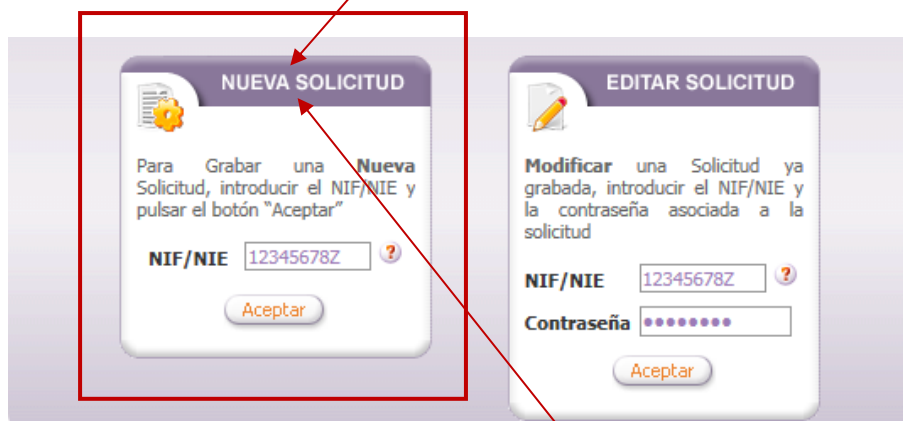 NUEVA SOLICITUD
Para Grabar una Nueva
Solicitud, introducir el NIF/NIE y
pulsar el botón “Aceptar”
NIF/NIE 12345678Z
Aceptar
EDITAR SOLICITUD
Modificar una Solicitud ya
grabada, introducir el NIF/NIE y
la contraseña asociada a la
solicitud
NIF/NIE 12345678Z
Contraseña ••••••••
Aceptar